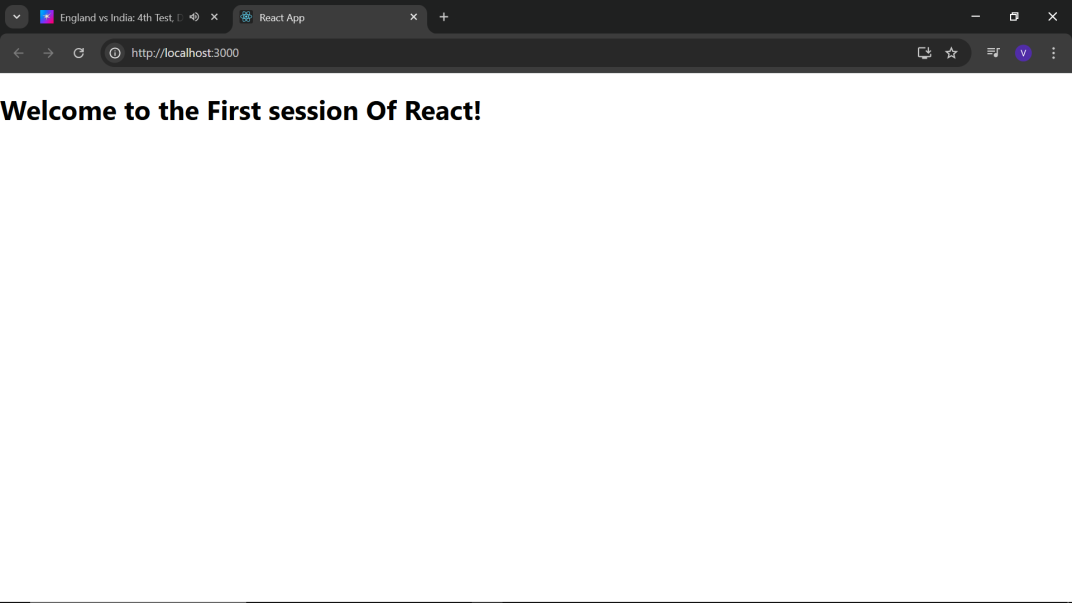 England vs India: 4th Test, D
React App
http://localhost:3000
V
Welcome to the First session Of React!